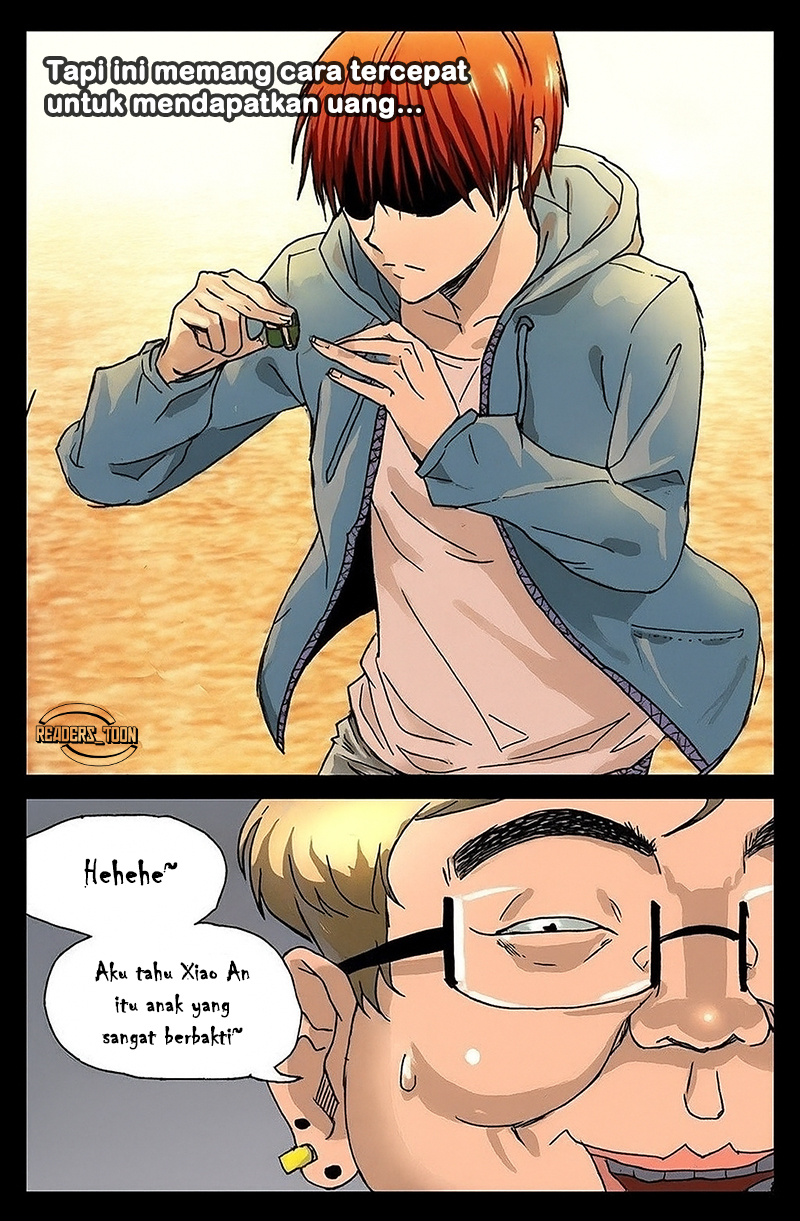 Tapi ini memang cara tercepat
untuk mendapatkan uang...
READERS_TOON
Hehehe~
Aku tahu Xiao An
itu anak yang
sangat berbakti~